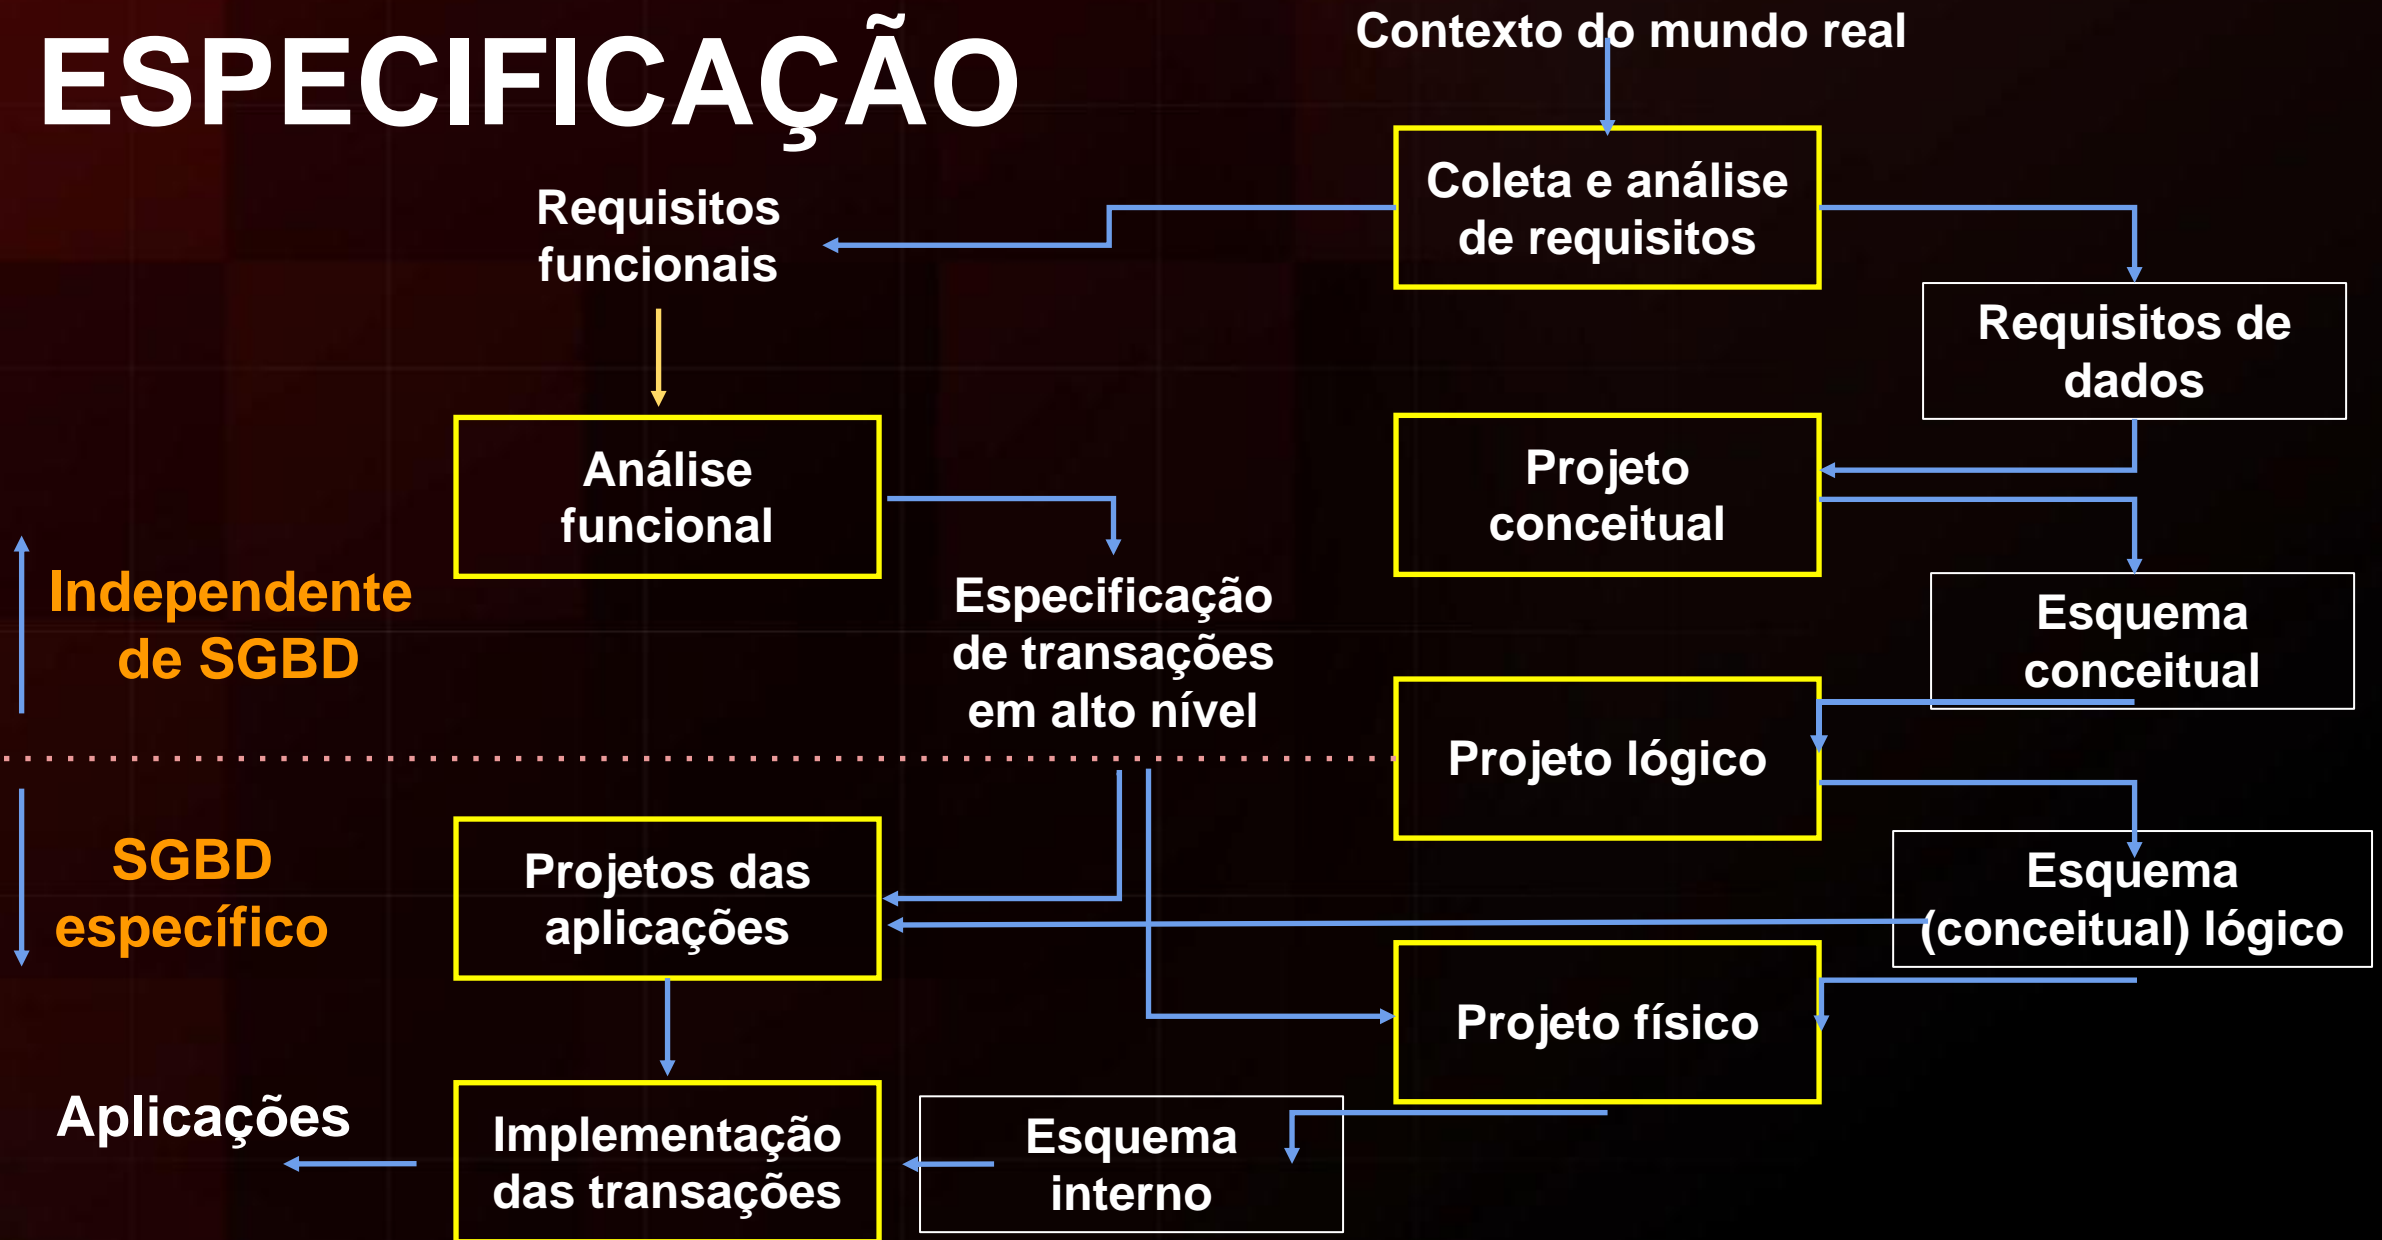 ESPECIFICAÇÃO
Contexto do mundo real
Coleta e análise
de requisitos
Requisitos
funcionais
Requisitos de
dados
Análise
funcional
Projeto
conceitual
Independente
de SGBD
Especificação
de transações
em alto nível
Esquema
conceitual
Projeto lógico
SGBD
específico
Projetos das
aplicações
Esquema
(conceitual) lógico
Projeto físico
Aplicações
Implementação
das transações
Esquema
interno